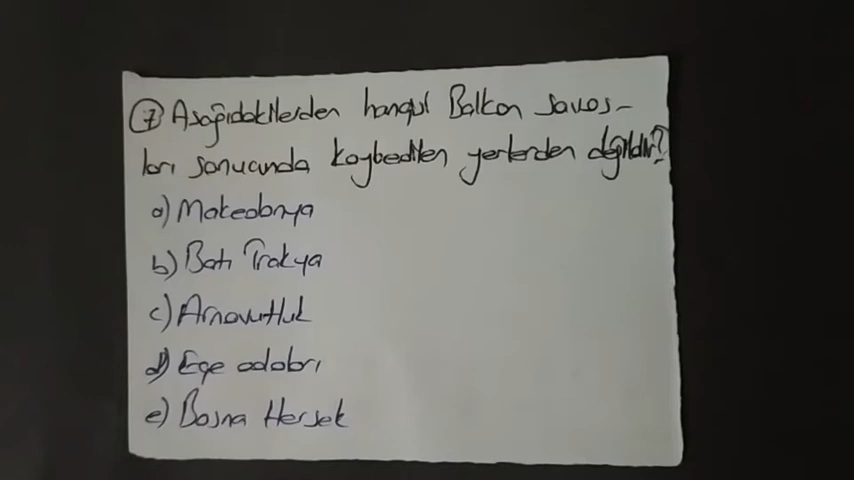 7 Aşağıdakilerden hangisi Balkan savaş-
ları sonucunda kaybedilen yerlerden değildir?
a) Makedonya
b) Batı Trakya
c) Arnavutluk
d) Ege adaları
e) Bosna Hersek